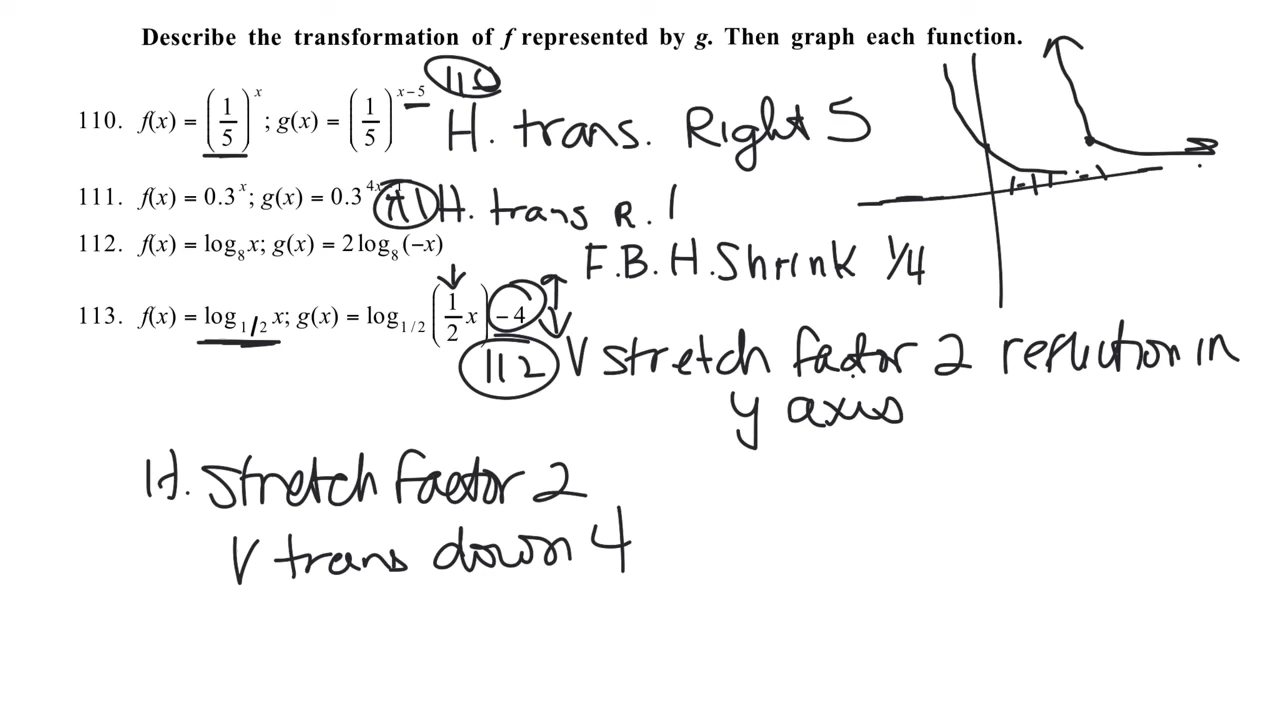 Describe the transformation of f represented by g. Then graph each function.
110. f(x) = (1/5)^x ; g(x) = (1/5)^(x−5)
110 H. trans. Right 5
111. f(x) = 0.3^x; g(x) = 0.3^4x
111 H. trans R. 1
F.B. H. Shrink 1/4
112. f(x) = log₈x; g(x) = 2 log₈(−x)
113. f(x) = log_1/2 x; g(x) = log_1/2 (1/2 x) − 4
112 V stretch factor 2 reflection in
y axis
H. stretch factor 2
V trans down 4